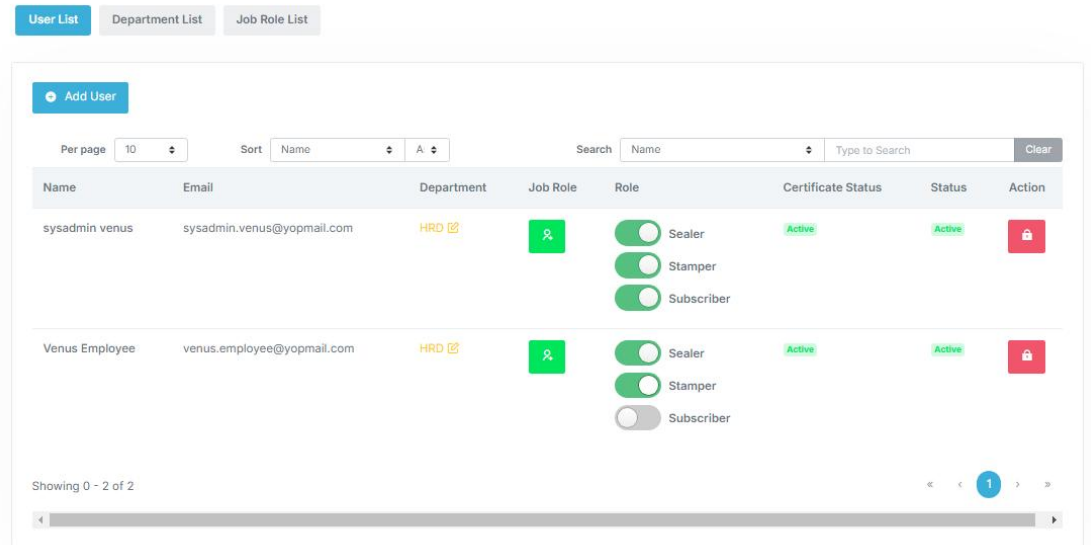 User List Department List Job Role List
Add User
Per page 10 Sort Name A Search Name Type to Search Clear
Name Email Department Job Role Role Certificate Status Status Action
sysadmin venus sysadmin.venus@yopmail.com HRD Sealer Active Active
Stamper
Subscriber
Venus Employee venus.employee@yopmail.com HRD Sealer Active Active
Stamper
Subscriber
Showing 0 - 2 of 2 « ‹ 1 › »